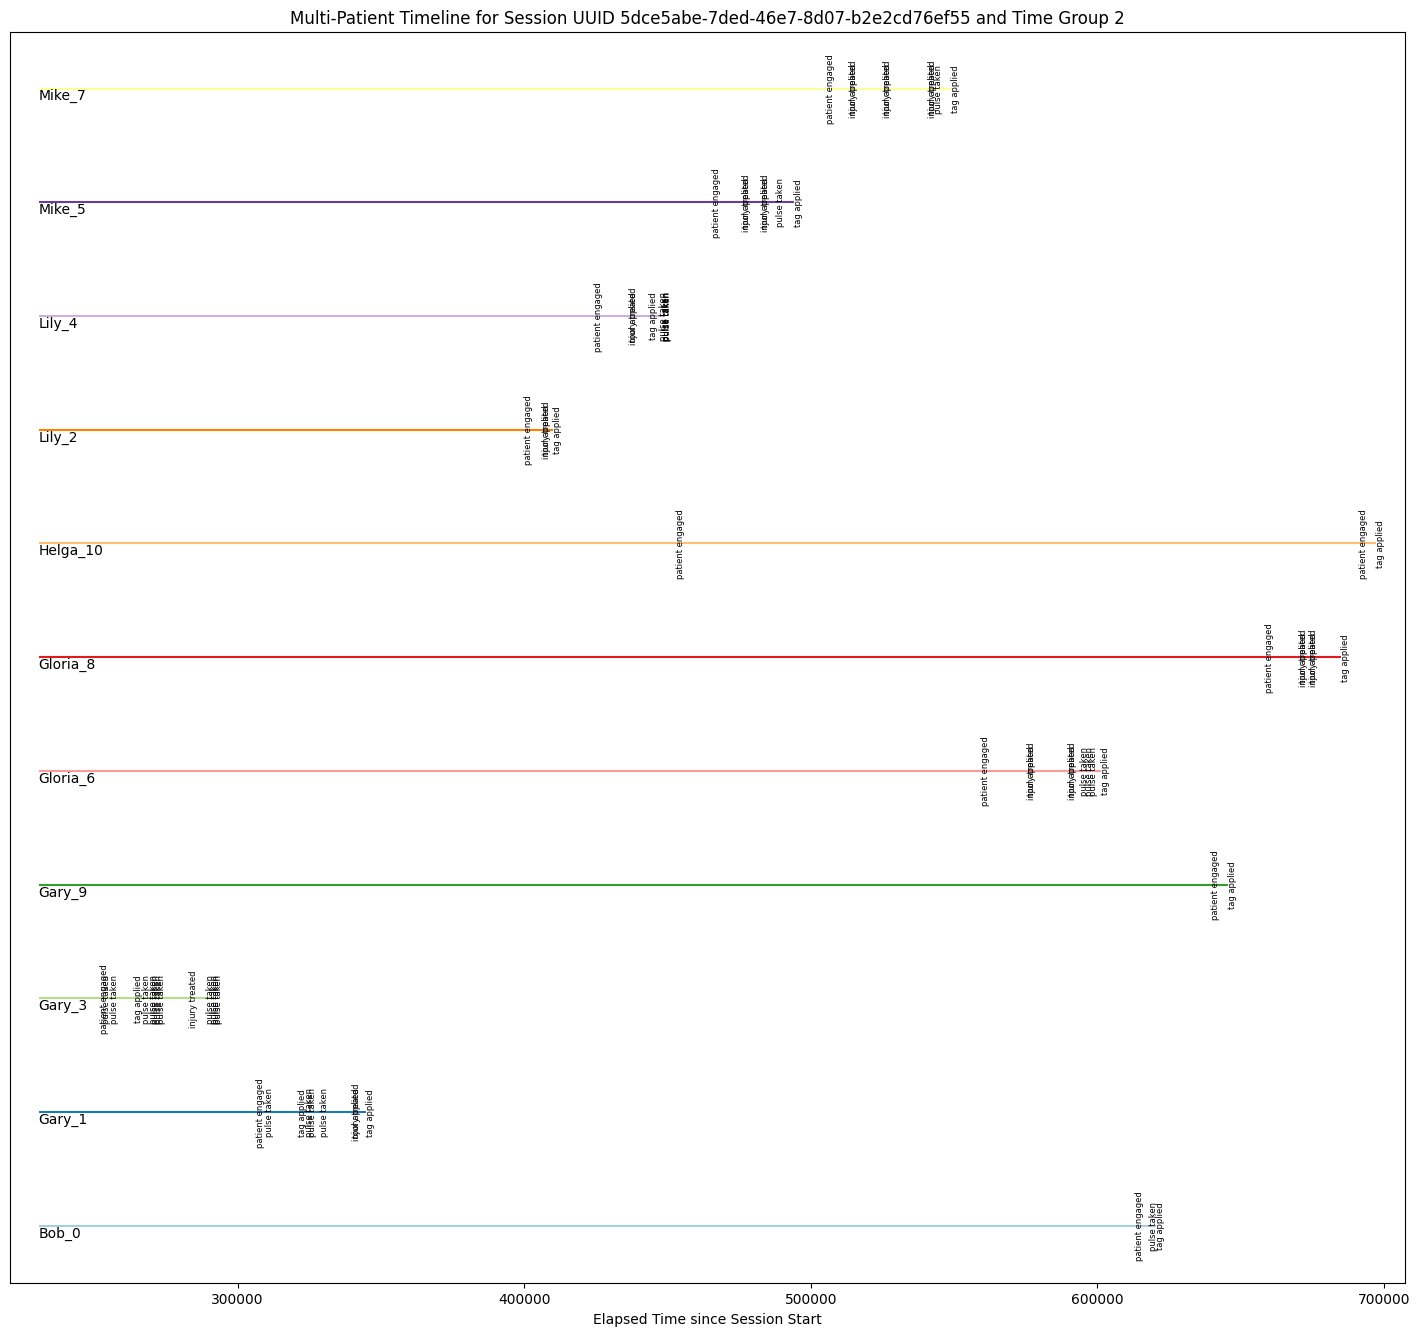 Multi-Patient Timeline for Session UUID 5dce5abe-7ded-46e7-8d07-b2e2cd76ef55 and Time Group 2
Mike_7
patient engaged
injury treated
tool applied
injury treated
tool applied
injury treated
tool applied
pulse taken
tag applied
Mike_5
patient engaged
injury treated
tool applied
injury treated
tool applied
pulse taken
tag applied
Lily_4
patient engaged
injury treated
tool applied
tag applied
pulse taken
pulse taken
Lily_2
patient engaged
injury treated
tool applied
tag applied
Helga_10
patient engaged
patient engaged
tag applied
Gloria_8
patient engaged
injury treated
tool applied
injury treated
tool applied
tag applied
Gloria_6
patient engaged
injury treated
tool applied
injury treated
tool applied
pulse taken
pulse taken
pulse taken
tag applied
Gary_9
patient engaged
tag applied
Gary_3
patient engaged
pulse taken
pulse taken
tag applied
pulse taken
pulse taken
pulse taken
pulse taken
injury treated
pulse taken
pulse taken
pulse taken
Gary_1
patient engaged
pulse taken
tag applied
pulse taken
pulse taken
pulse taken
injury treated
tool applied
tag applied
Bob_0
patient engaged
pulse taken
tag applied
300000
400000
500000
600000
700000
Elapsed Time since Session Start